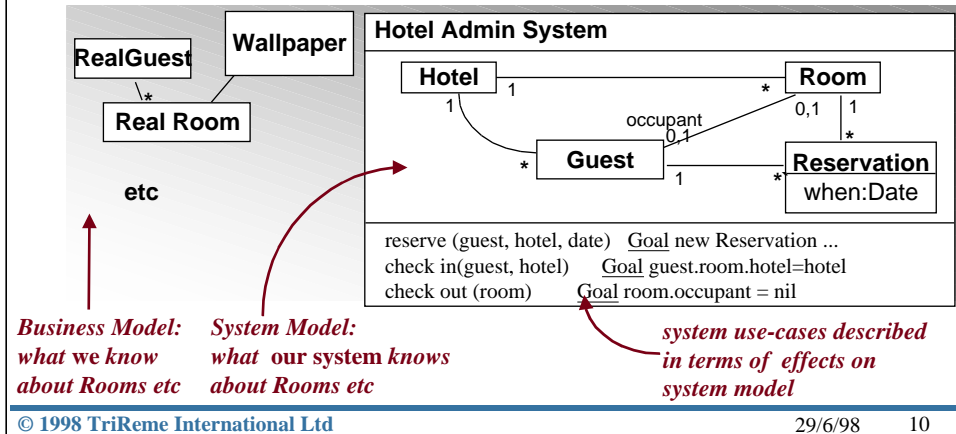 RealGuest
Wallpaper
*
Real Room
etc
Hotel Admin System
Hotel
1
*
Room
1
0,1
1
occupant
0,1
*
*
Guest
1
*
Reservation
when:Date
reserve (guest, hotel, date) Goal new Reservation ...
check in(guest, hotel) Goal guest.room.hotel=hotel
check out (room) Goal room.occupant = nil
Business Model:
what we know
about Rooms etc
System Model:
what our system knows
about Rooms etc
system use-cases described
in terms of effects on
system model
© 1998 TriReme International Ltd
29/6/98 10